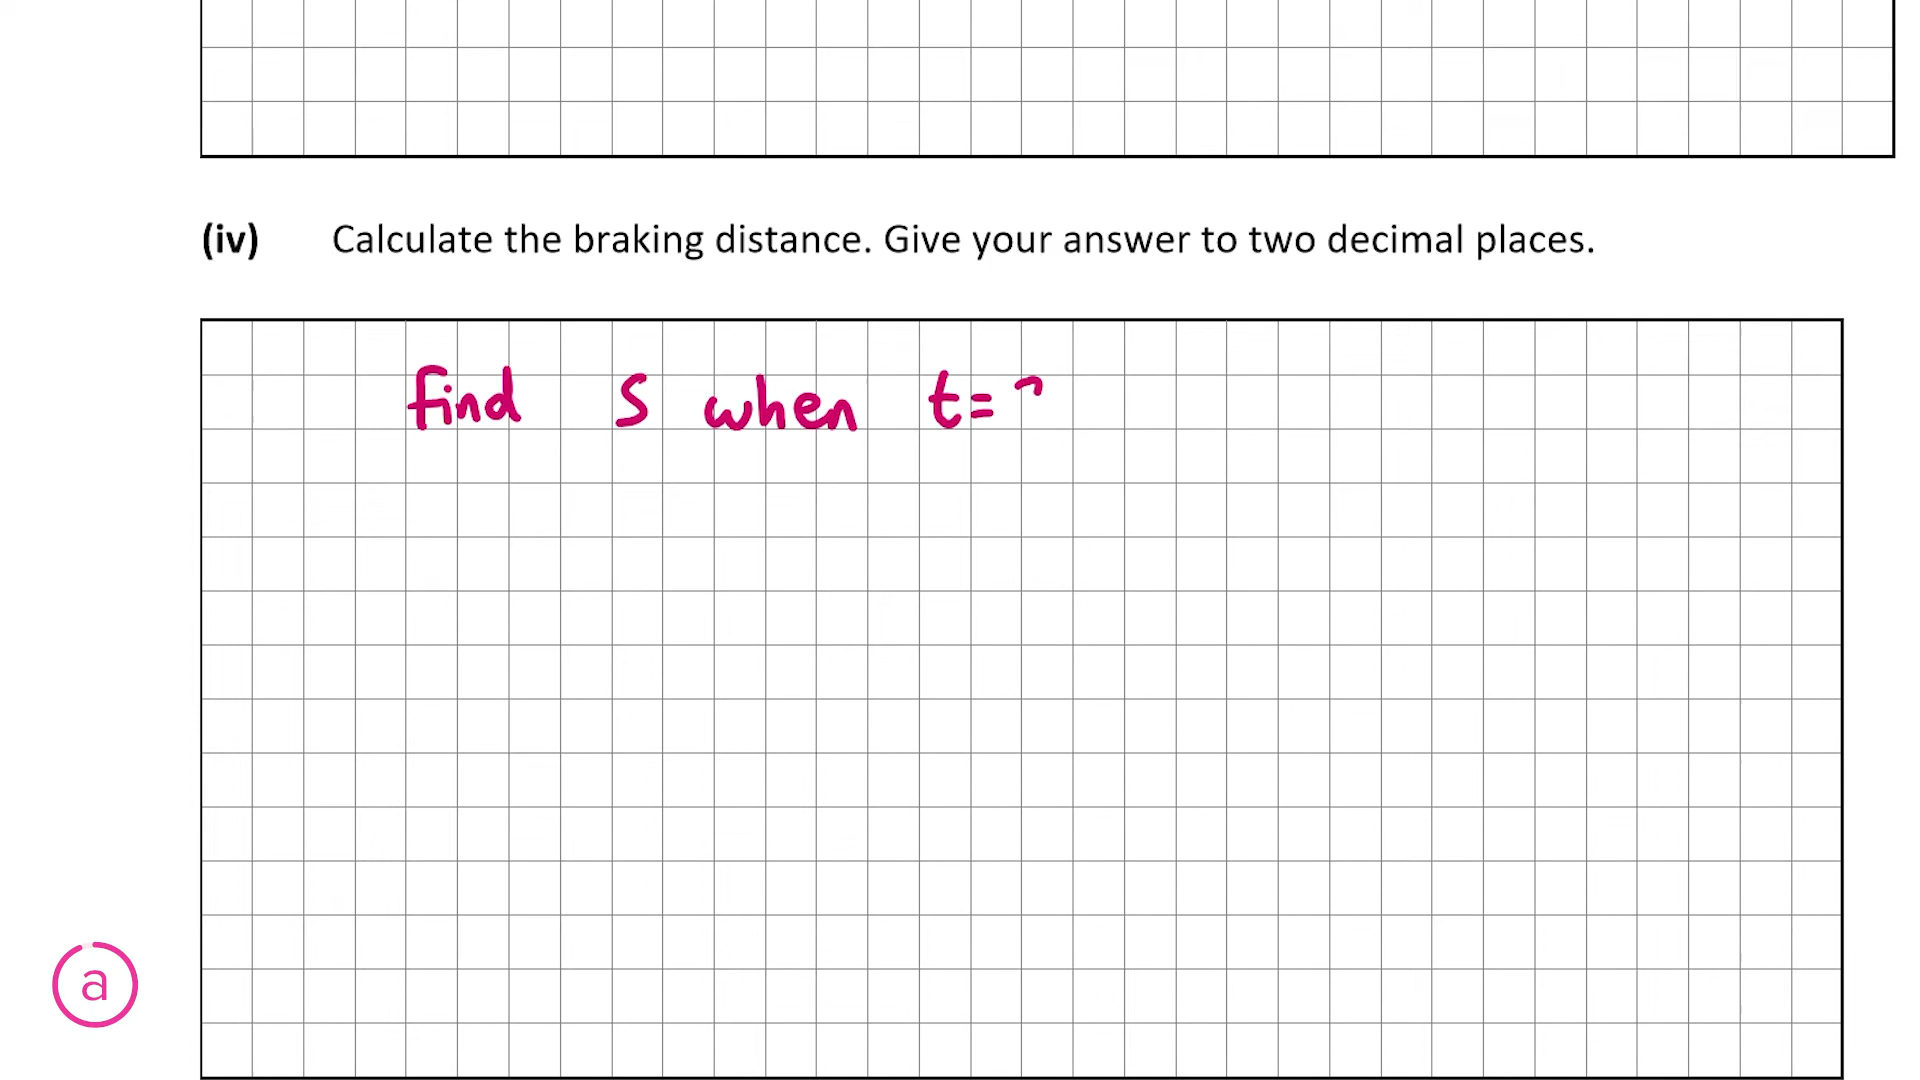 (iv) Calculate the braking distance. Give your answer to two decimal places.
find s when t=
a